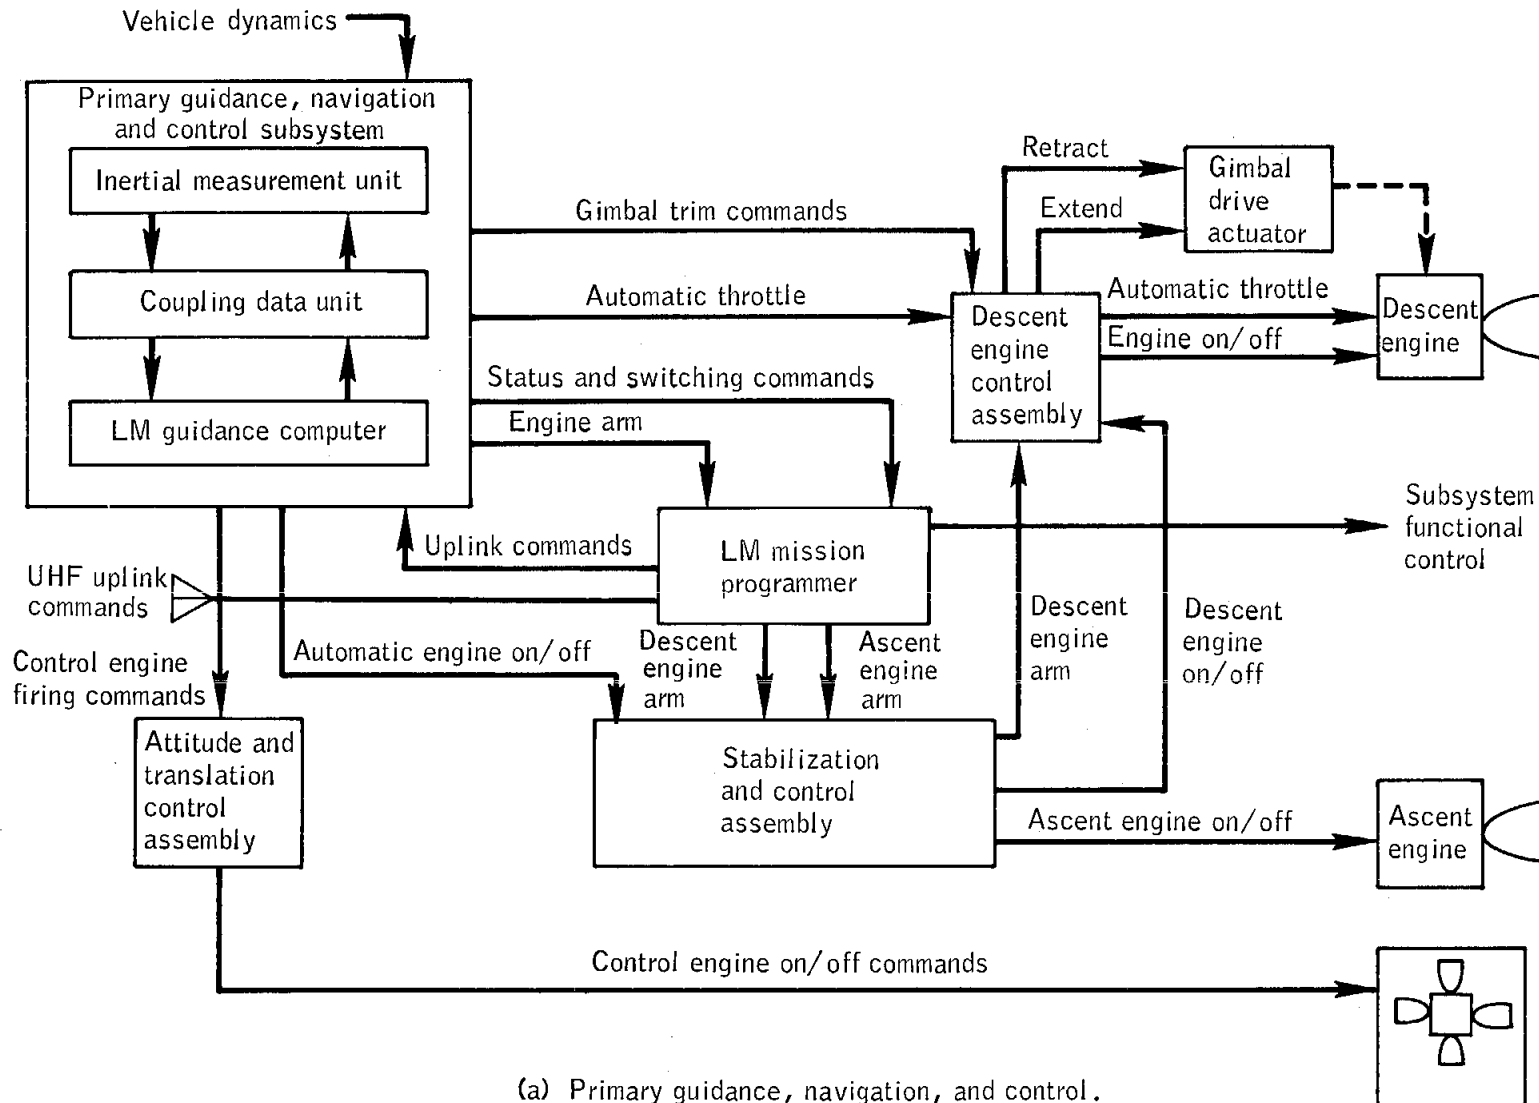 Vehicle dynamics
Primary guidance, navigation
and control subsystem
Inertial measurement unit
Coupling data unit
LM guidance computer
Gimbal trim commands
Automatic throttle
Status and switching commands
Engine arm
Retract
Extend
Gimbal
drive
actuator
Descent
engine
control
assembly
Automatic throttle
Engine on/off
Descent
engine
Uplink commands
LM mission
programmer
Subsystem
functional
control
UHF uplink
commands
Control engine
firing commands
Automatic engine on/off
Descent
engine
arm
Ascent
engine
arm
Descent
engine
arm
Descent
engine
on/off
Attitude and
translation
control
assembly
Stabilization
and control
assembly
Ascent engine on/off
Ascent
engine
Control engine on/off commands
(a) Primary guidance, navigation, and control.